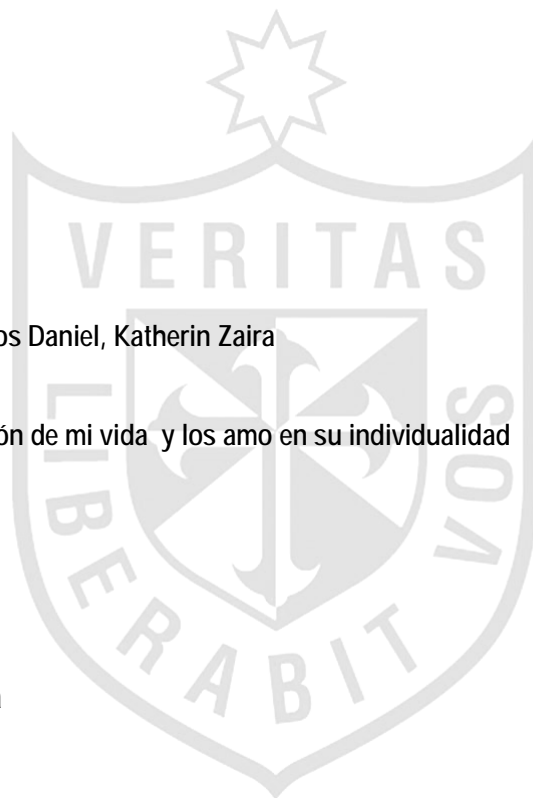 VERITAS
os Daniel, Katherin Zaira
ón de mi vida y los amo en su individualidad
LIBERABIT VOS